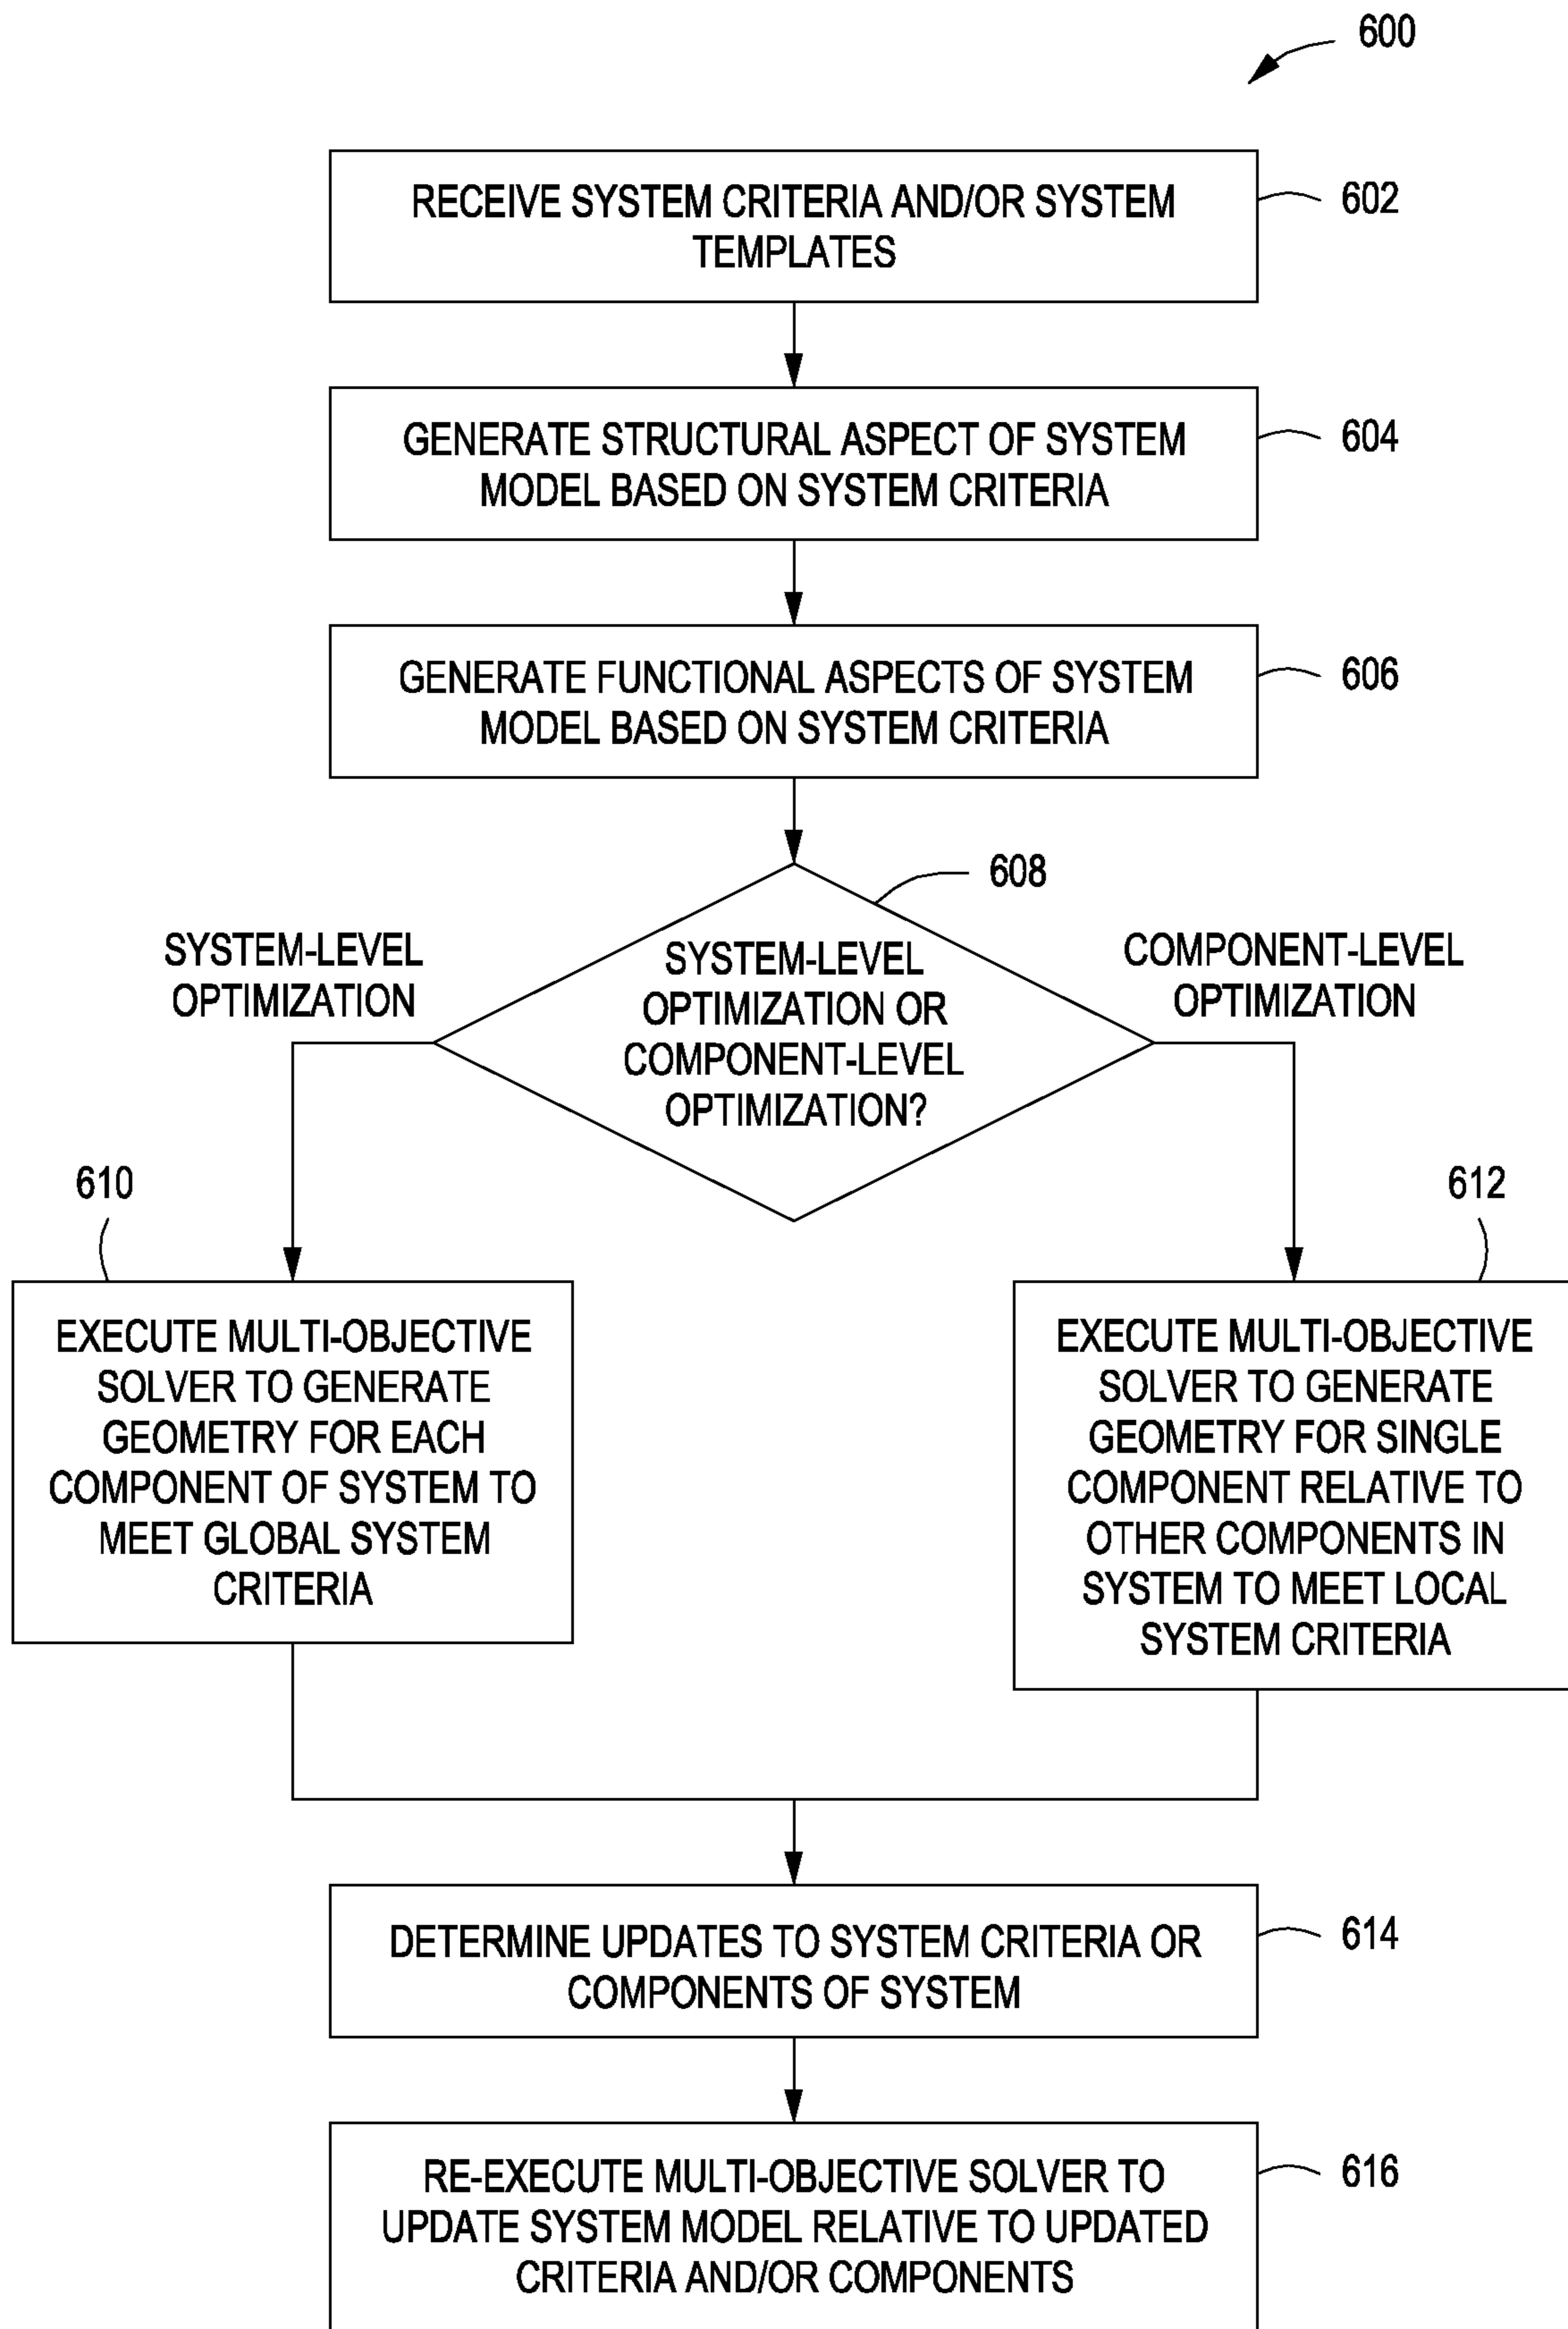 600
RECEIVE SYSTEM CRITERIA AND/OR SYSTEM
TEMPLATES
602
GENERATE STRUCTURAL ASPECT OF SYSTEM
MODEL BASED ON SYSTEM CRITERIA
604
GENERATE FUNCTIONAL ASPECTS OF SYSTEM
MODEL BASED ON SYSTEM CRITERIA
606
608
SYSTEM-LEVEL
OPTIMIZATION
SYSTEM-LEVEL
OPTIMIZATION OR
COMPONENT-LEVEL
OPTIMIZATION?
COMPONENT-LEVEL
OPTIMIZATION
610
EXECUTE MULTI-OBJECTIVE
SOLVER TO GENERATE
GEOMETRY FOR EACH
COMPONENT OF SYSTEM TO
MEET GLOBAL SYSTEM
CRITERIA
612
EXECUTE MULTI-OBJECTIVE
SOLVER TO GENERATE
GEOMETRY FOR SINGLE
COMPONENT RELATIVE TO
OTHER COMPONENTS IN
SYSTEM TO MEET LOCAL
SYSTEM CRITERIA
DETERMINE UPDATES TO SYSTEM CRITERIA OR
COMPONENTS OF SYSTEM
614
RE-EXECUTE MULTI-OBJECTIVE SOLVER TO
UPDATE SYSTEM MODEL RELATIVE TO UPDATED
CRITERIA AND/OR COMPONENTS
616